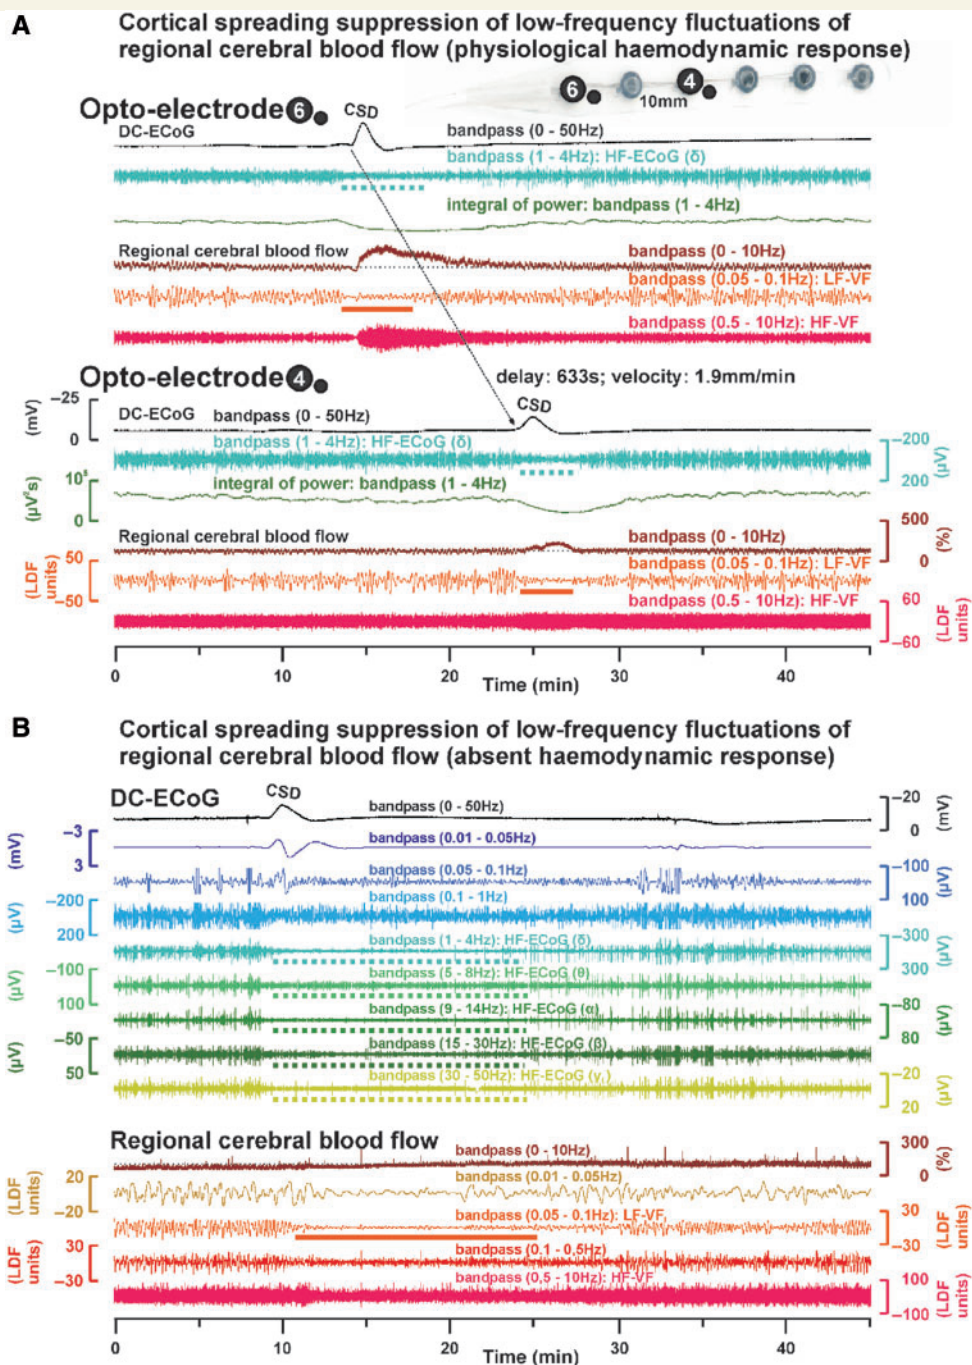 A
Cortical spreading suppression of low-frequency fluctuations of
regional cerebral blood flow (physiological haemodynamic response)
6
4
10mm
Opto-electrode 6
CSD
DC-ECoG
bandpass (0 - 50Hz)
bandpass (1 - 4Hz): HF-ECoG (δ)
integral of power: bandpass (1 - 4Hz)
Regional cerebral blood flow
bandpass (0 - 10Hz)
bandpass (0.05 - 0.1Hz): LF-VF
bandpass (0.5 - 10Hz): HF-VF
Opto-electrode 4
delay: 633s; velocity: 1.9mm/min
CSD
−25
(mV)
0
DC-ECoG
bandpass (0 - 50Hz)
bandpass (1 - 4Hz): HF-ECoG (δ)
−200
(µV)
200
10⁵
(µV²s)
0
integral of power: bandpass (1 - 4Hz)
Regional cerebral blood flow
bandpass (0 - 10Hz)
500
(%)
0
50
(LDF
units)
−50
bandpass (0.05 - 0.1Hz): LF-VF
bandpass (0.5 - 10Hz): HF-VF
60
(LDF
units)
−60
0 10 20 30 40
Time (min)
B
Cortical spreading suppression of low-frequency fluctuations of
regional cerebral blood flow (absent haemodynamic response)
DC-ECoG
CSD
bandpass (0 - 50Hz)
−20
(mV)
0
−3
(mV)
3
bandpass (0.01 - 0.05Hz)
bandpass (0.05 - 0.1Hz)
−100
(µV)
100
−200
(µV)
200
bandpass (0.1 - 1Hz)
bandpass (1 - 4Hz): HF-ECoG (δ)
−300
(µV)
300
−100
(µV)
100
bandpass (5 - 8Hz): HF-ECoG (θ)
bandpass (9 - 14Hz): HF-ECoG (α)
−80
(µV)
80
−50
(µV)
50
bandpass (15 - 30Hz): HF-ECoG (β)
bandpass (30 - 50Hz): HF-ECoG (γ)
−20
(µV)
20
Regional cerebral blood flow
bandpass (0 - 10Hz)
300
(%)
0
20
(LDF
units)
−20
bandpass (0.01 - 0.05Hz)
bandpass (0.05 - 0.1Hz): LF-VF
30
(LDF
units)
−30
30
(LDF
units)
−30
bandpass (0.1 - 0.5Hz)
bandpass (0.5 - 10Hz): HF-VF
100
(LDF
units)
−100
0 10 20 30 40
Time (min)